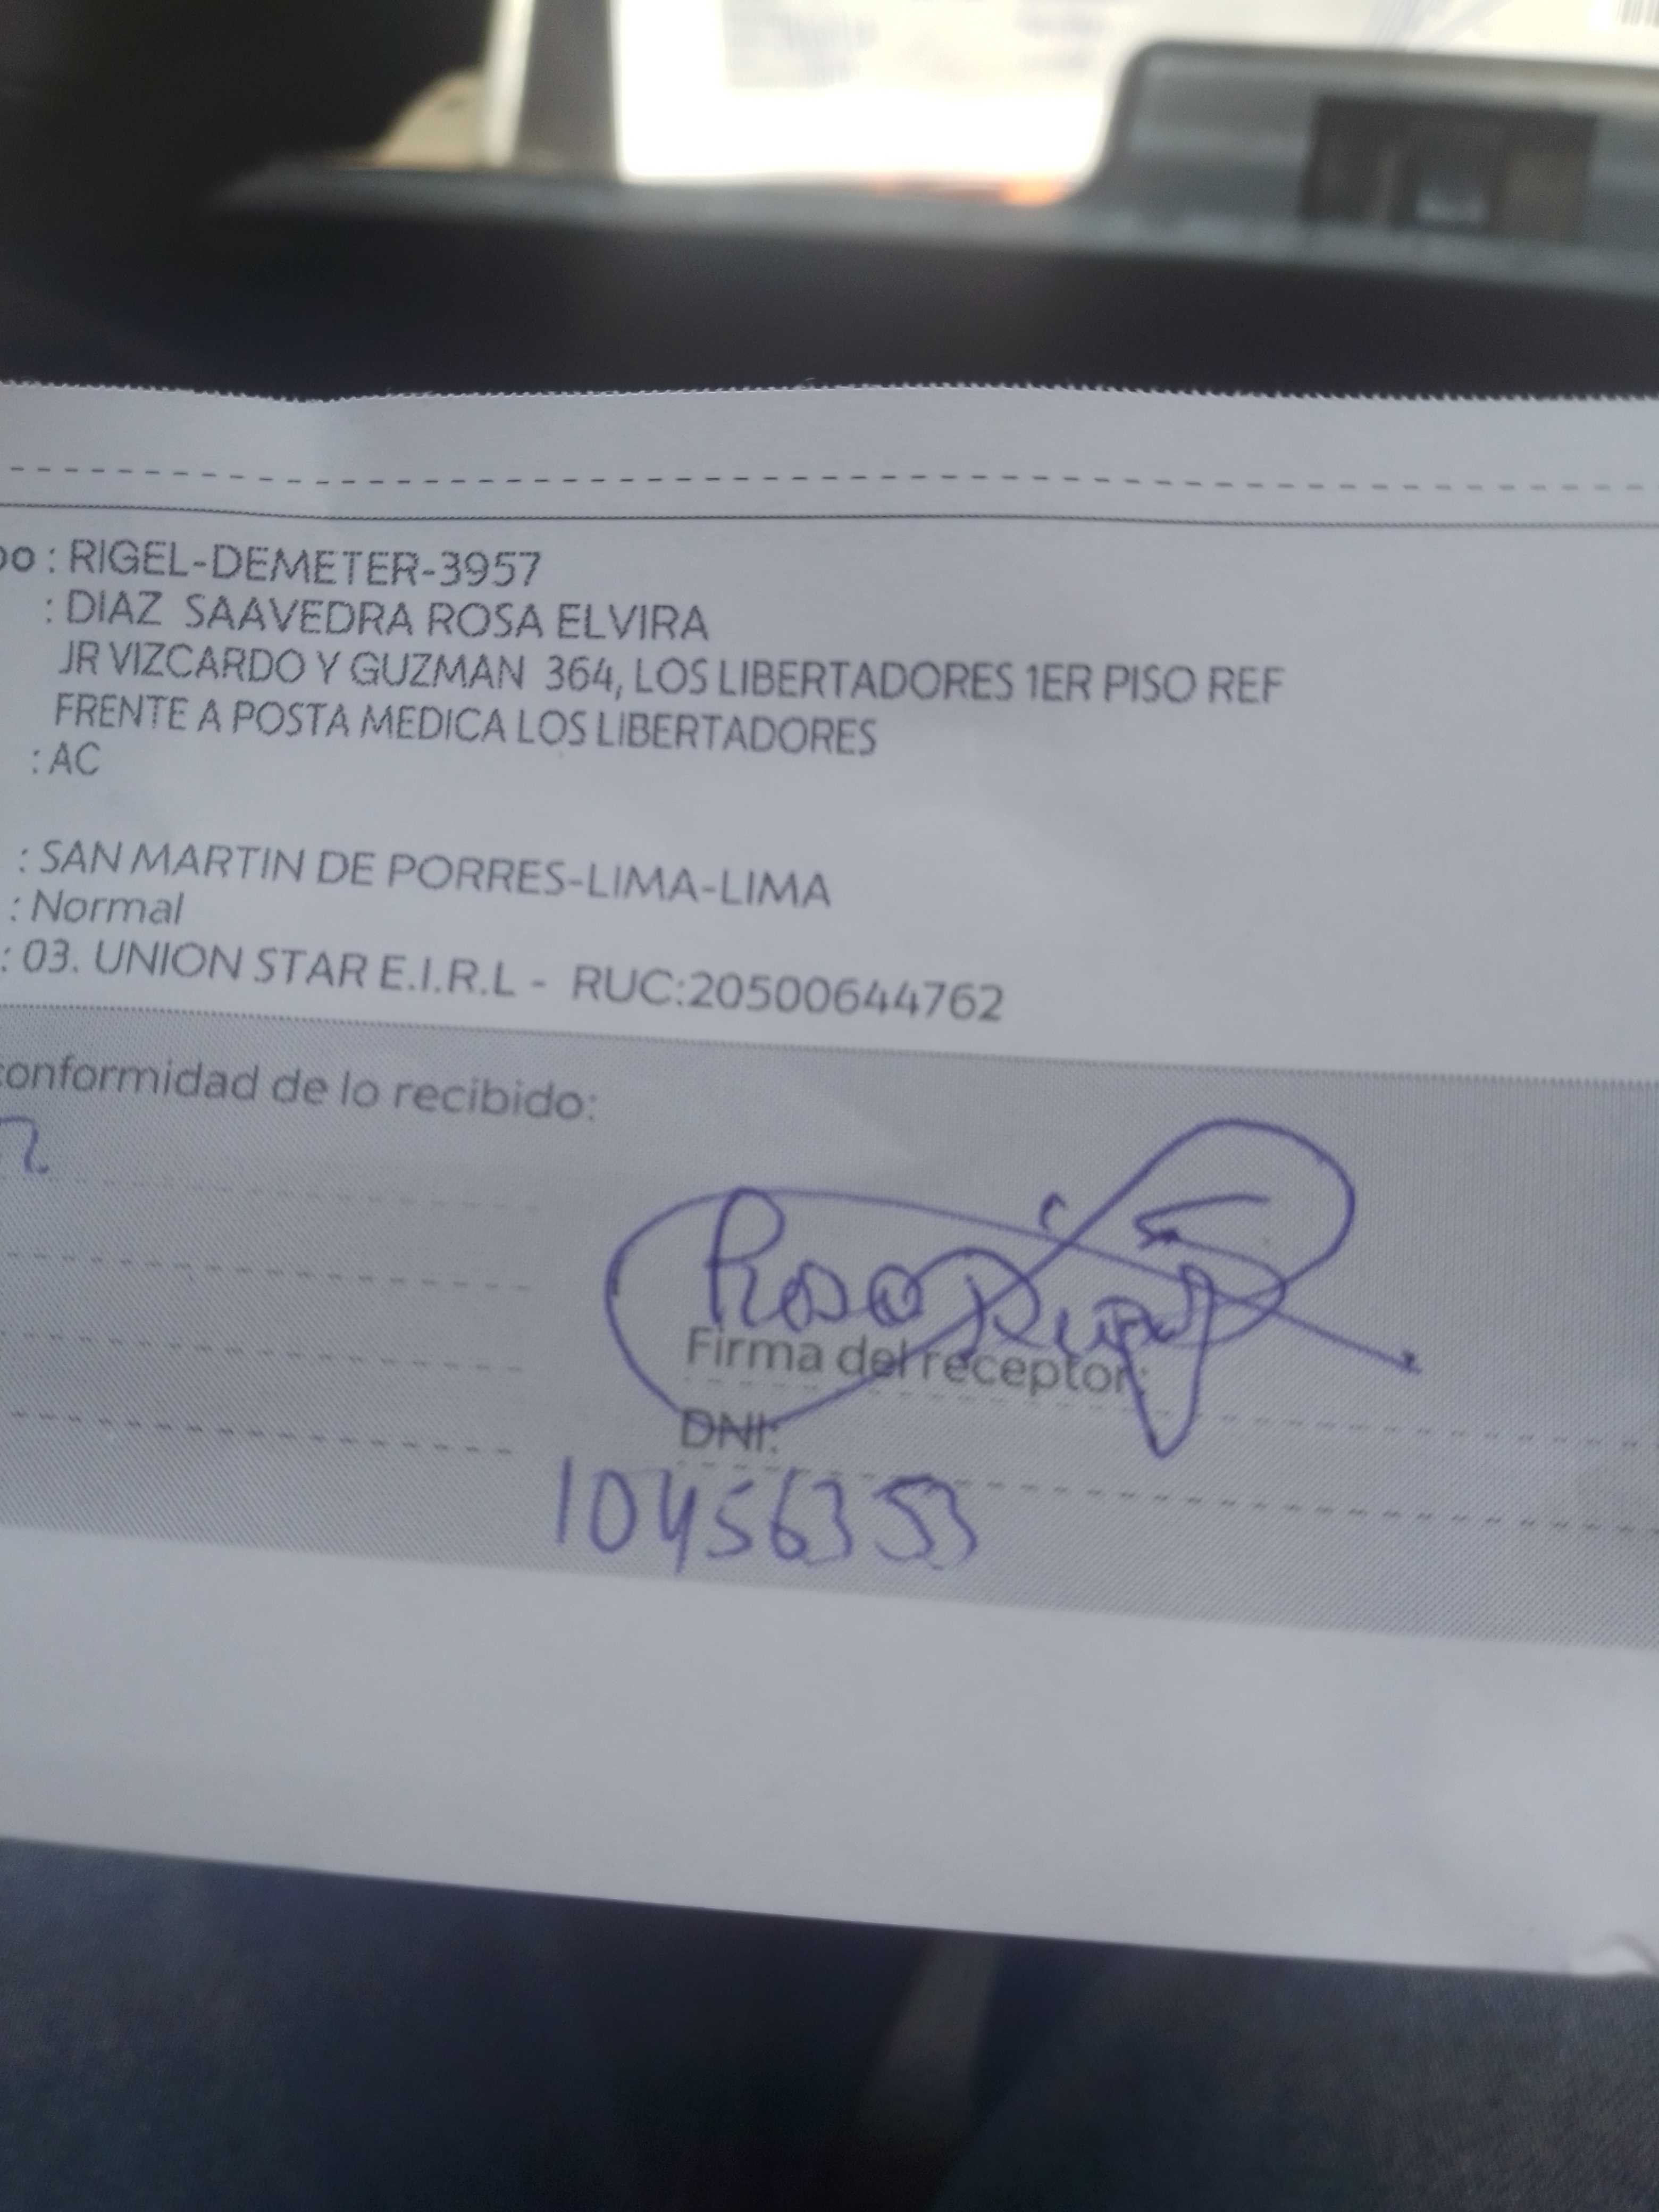 po : RIGEL-DEMETER-3957
: DIAZ SAAVEDRA ROSA ELVIRA
JR VIZCARDO Y GUZMAN 364, LOS LIBERTADORES 1ER PISO REF
FRENTE A POSTA MEDICA LOS LIBERTADORES
: AC
: SAN MARTIN DE PORRES-LIMA-LIMA
: Normal
: 03. UNION STAR E.I.R.L - RUC:20500644762
conformidad de lo recibido:
Rosa
Firma del receptor:
DNI:
10456353